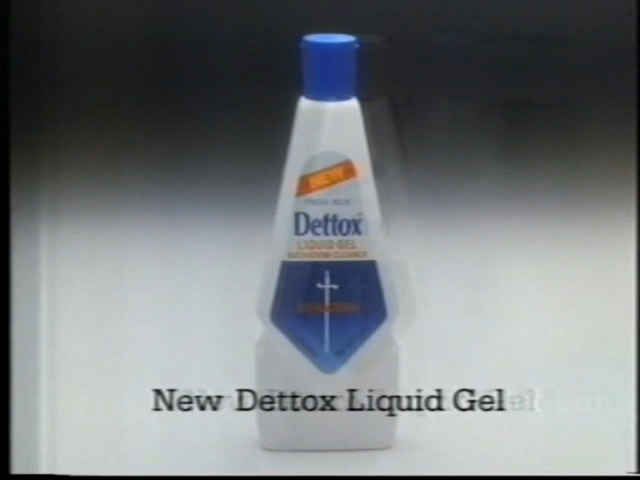 NEW
Dettox
LIQUID GEL
BATHROOM CLEANER
New Dettox Liquid Gel